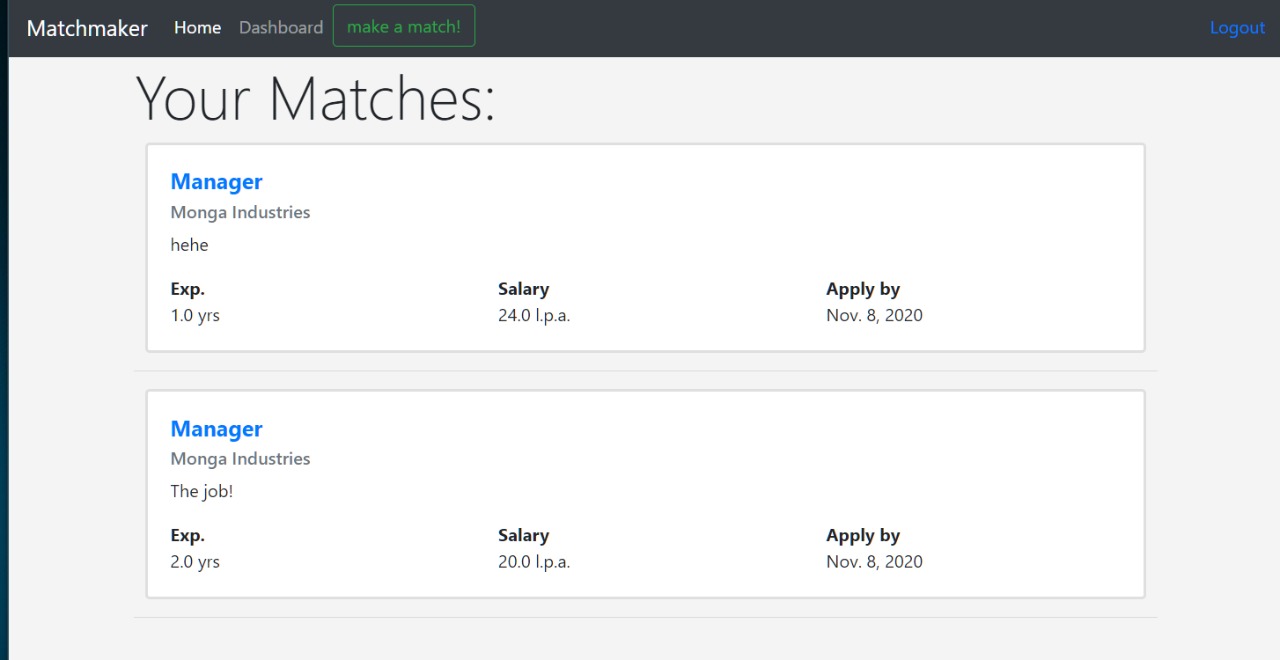 Matchmaker Home Dashboard make a match! Logout
Your Matches:
Manager
Monga Industries
hehe
Exp. Salary Apply by
1.0 yrs 24.0 l.p.a. Nov. 8, 2020
Manager
Monga Industries
The job!
Exp. Salary Apply by
2.0 yrs 20.0 l.p.a. Nov. 8, 2020